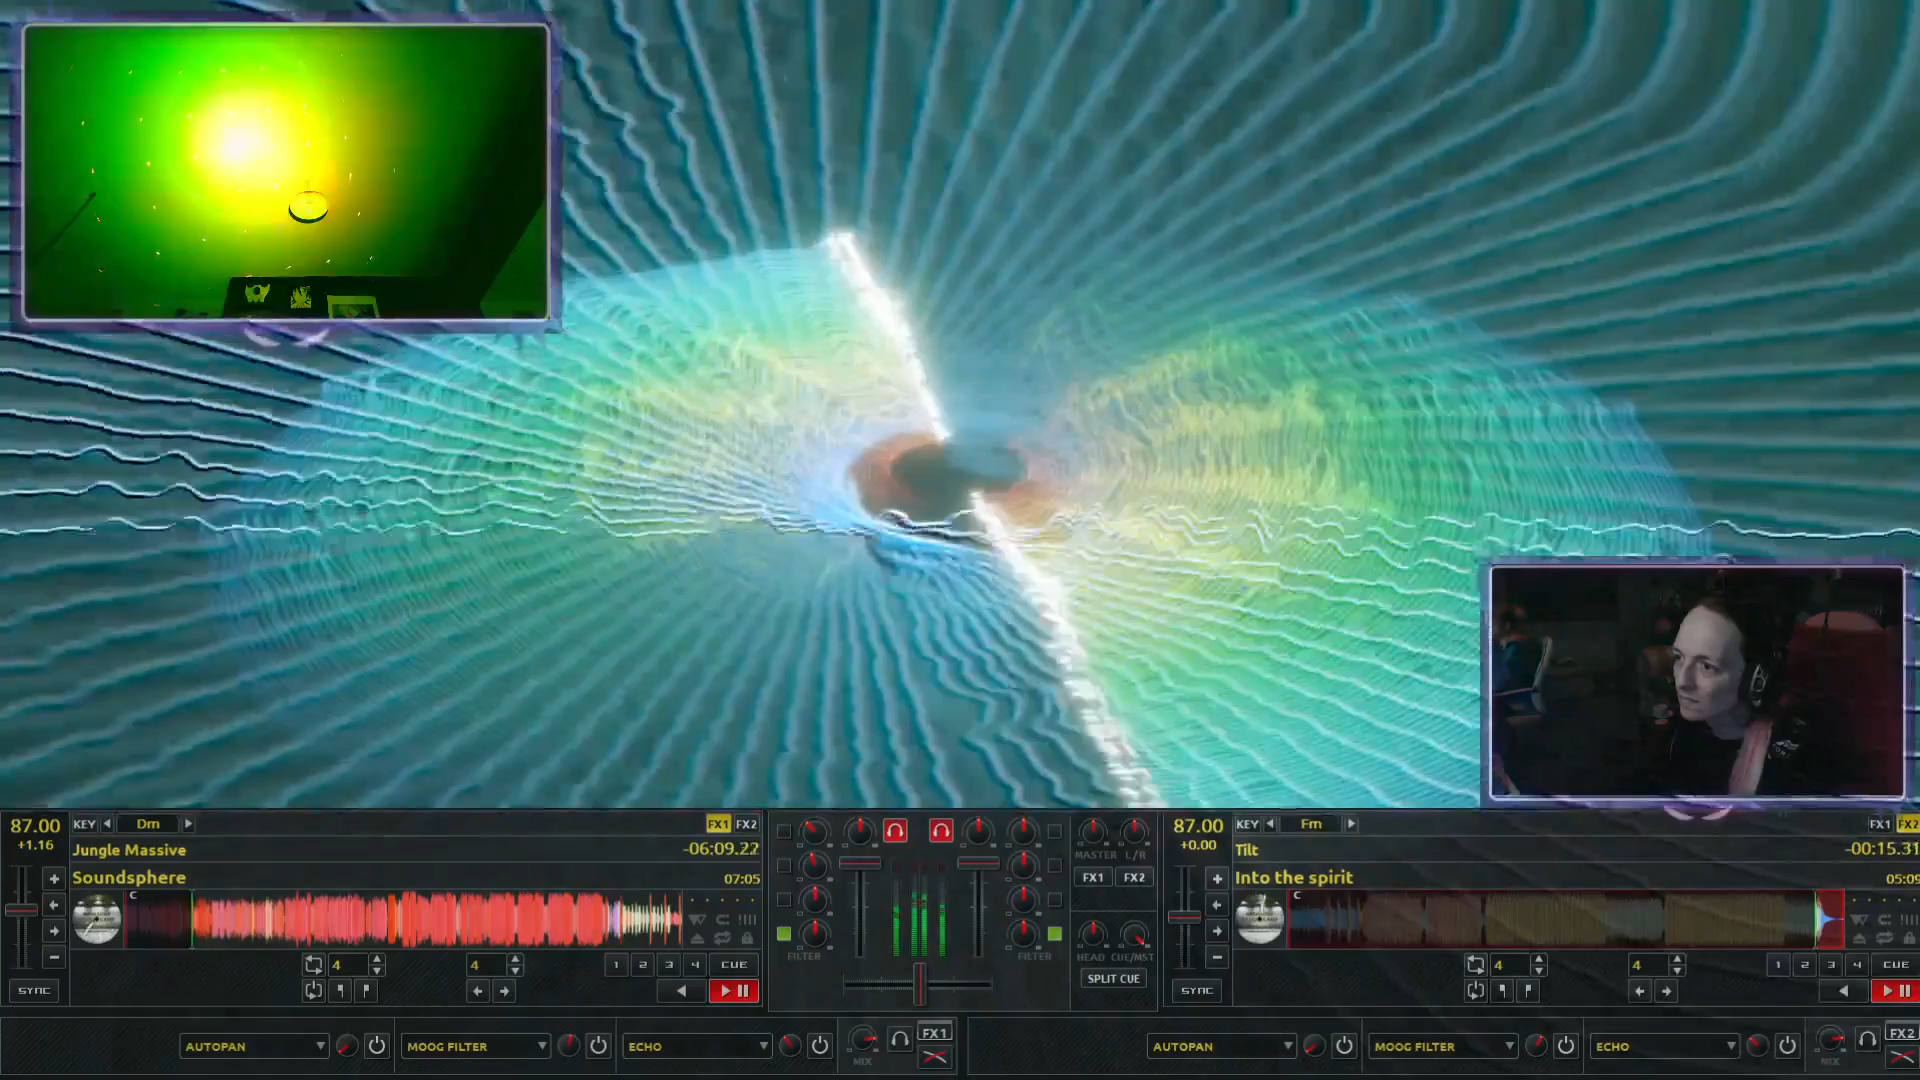 87.00
+1.16
KEY Dm FX1 FX2
Jungle Massive -06:09.22
Soundsphere 07:05
C
4 4 1 2 3 4 CUE
SYNC
FILTER FILTER
MASTER L/R
FX1 FX2
HEAD CUE/MST
SPLIT CUE
87.00
+0.00
KEY Fm FX1 FX2
Tilt -00:15.31
Into the spirit 05:09
C
4 4 1 2 3 4 CUE
SYNC
AUTOPAN MOOG FILTER ECHO MIX FX1
AUTOPAN MOOG FILTER ECHO MIX FX2